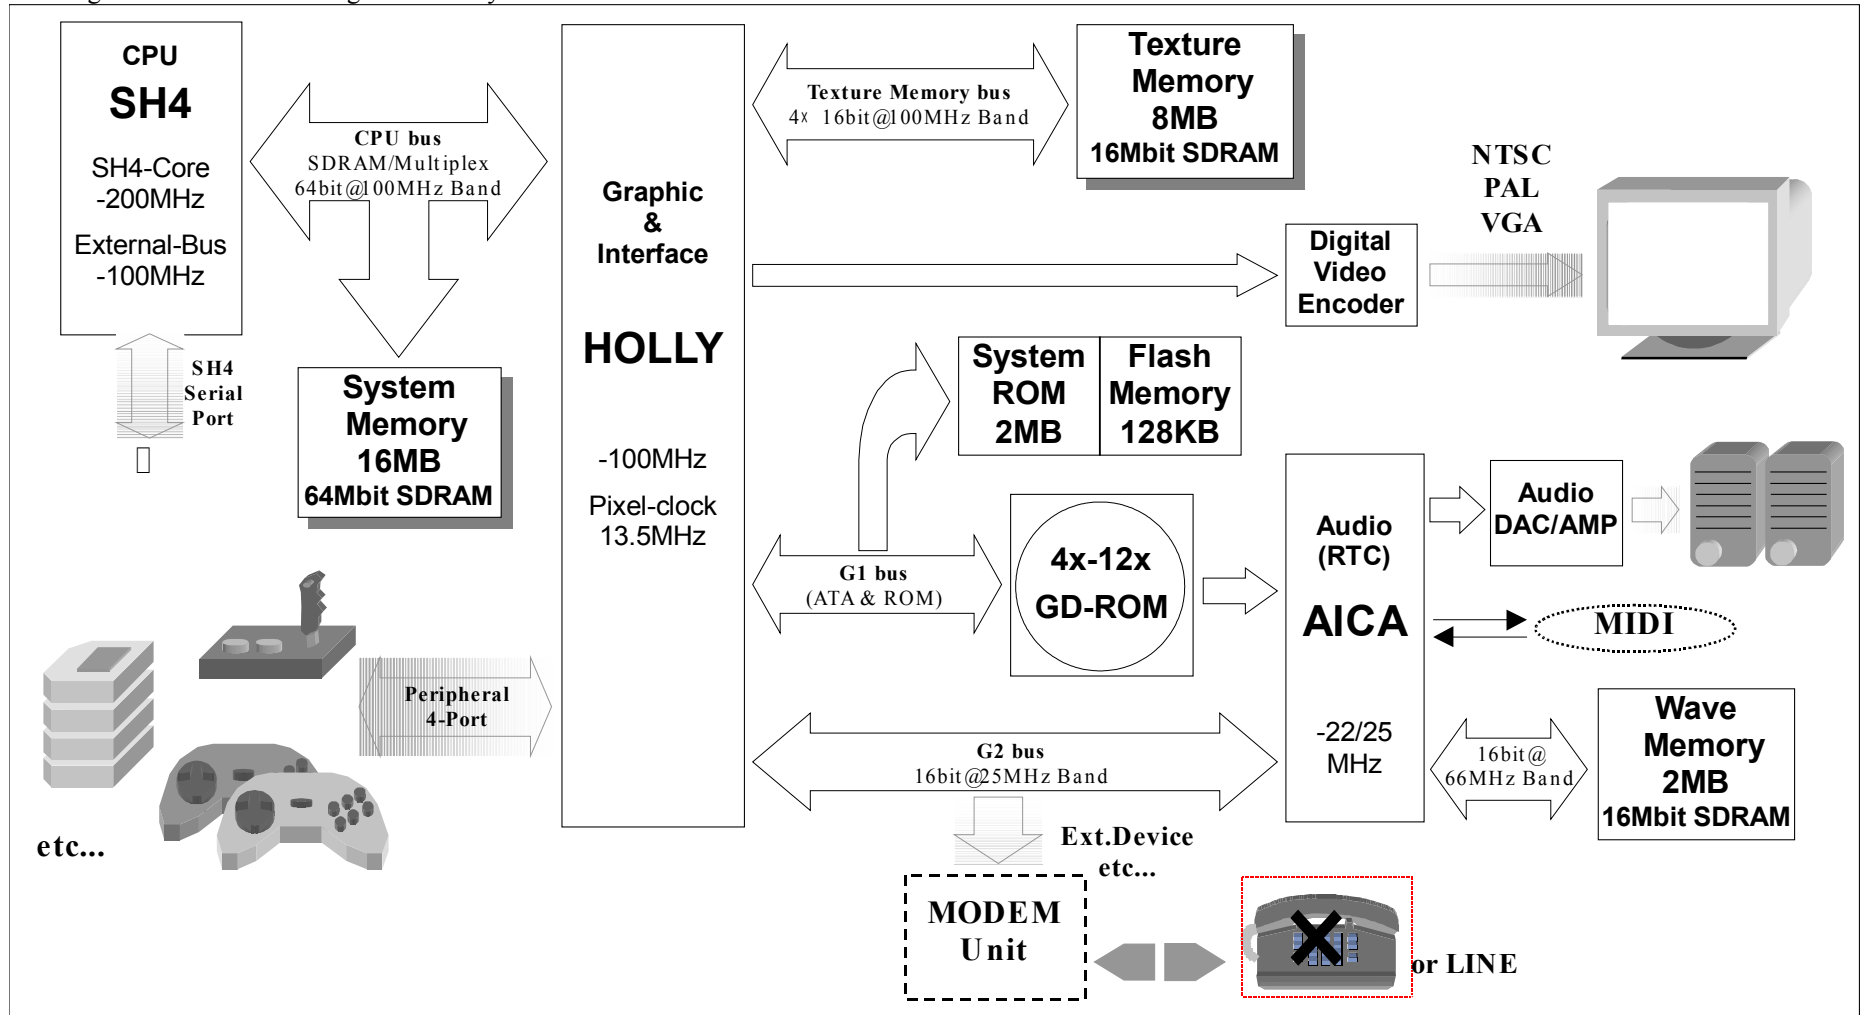 CPU
SH4
SH4-Core
-200MHz
External-Bus
-100MHz
SH4
Serial
Port
CPU bus
SDRAM/Multiplex
64bit@100MHz Band
System
Memory
16MB
64Mbit SDRAM
Graphic
&
Interface
HOLLY
-100MHz
Pixel-clock
13.5MHz
Texture Memory bus
4x 16bit@100MHz Band
Texture
Memory
8MB
16Mbit SDRAM
Digital
Video
Encoder
NTSC
PAL
VGA
System
ROM
2MB
Flash
Memory
128KB
G1 bus
(ATA & ROM)
4x-12x
GD-ROM
Audio
(RTC)
AICA
-22/25
MHz
Audio
DAC/AMP
MIDI
16bit@
66MHz Band
Wave
Memory
2MB
16Mbit SDRAM
Peripheral
4-Port
etc...
G2 bus
16bit@25MHz Band
Ext.Device
etc...
MODEM
Unit
or LINE